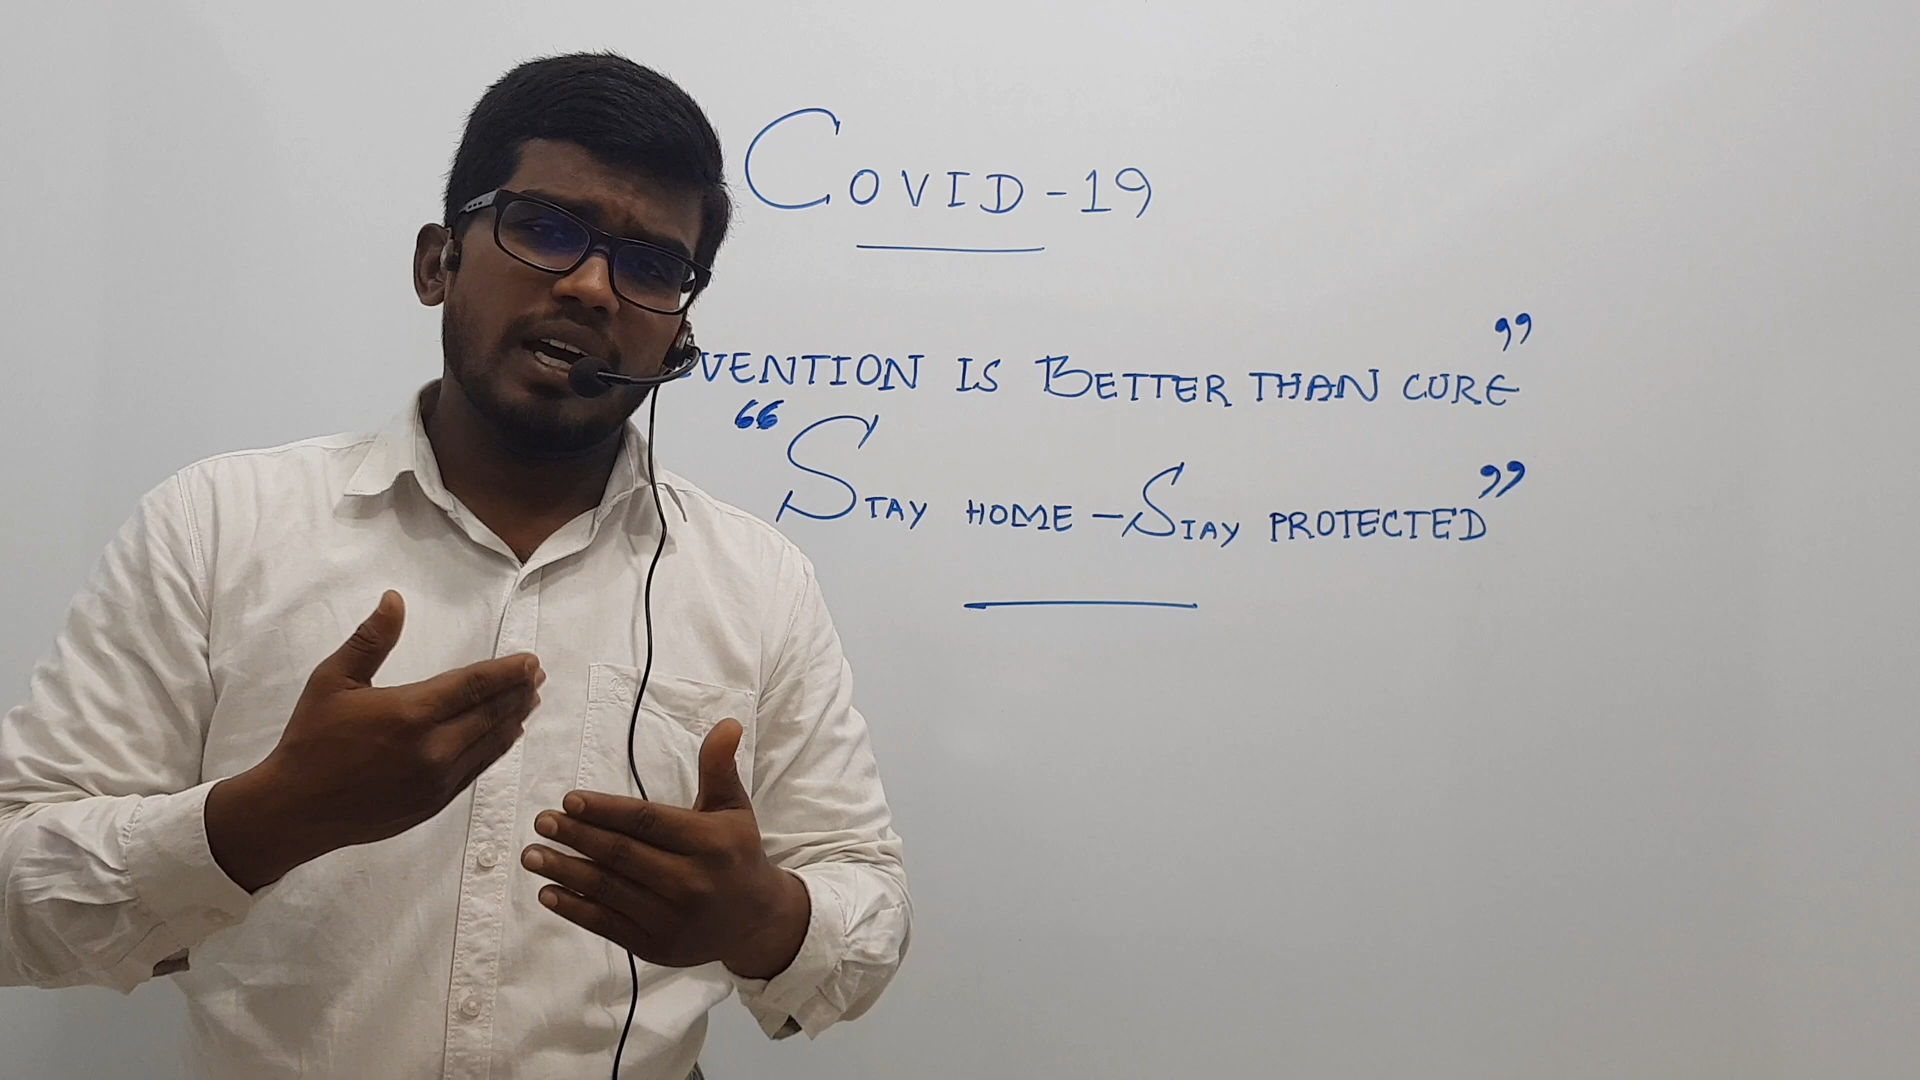 COVID-19
VENTION IS BETTER THAN CURE”
“STAY HOME - STAY PROTECTED”